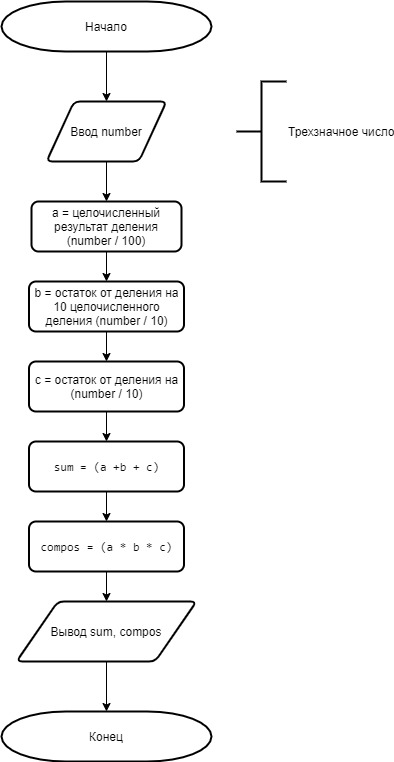 Начало
Ввод number
Трехзначное число
a = целочисленный
результат деления
(number / 100)
b = остаток от деления на
10 целочисленного
деления (number / 10)
c = остаток от деления на
(number / 10)
sum = (a +b + c)
compos = (a * b * c)
Вывод sum, compos
Конец